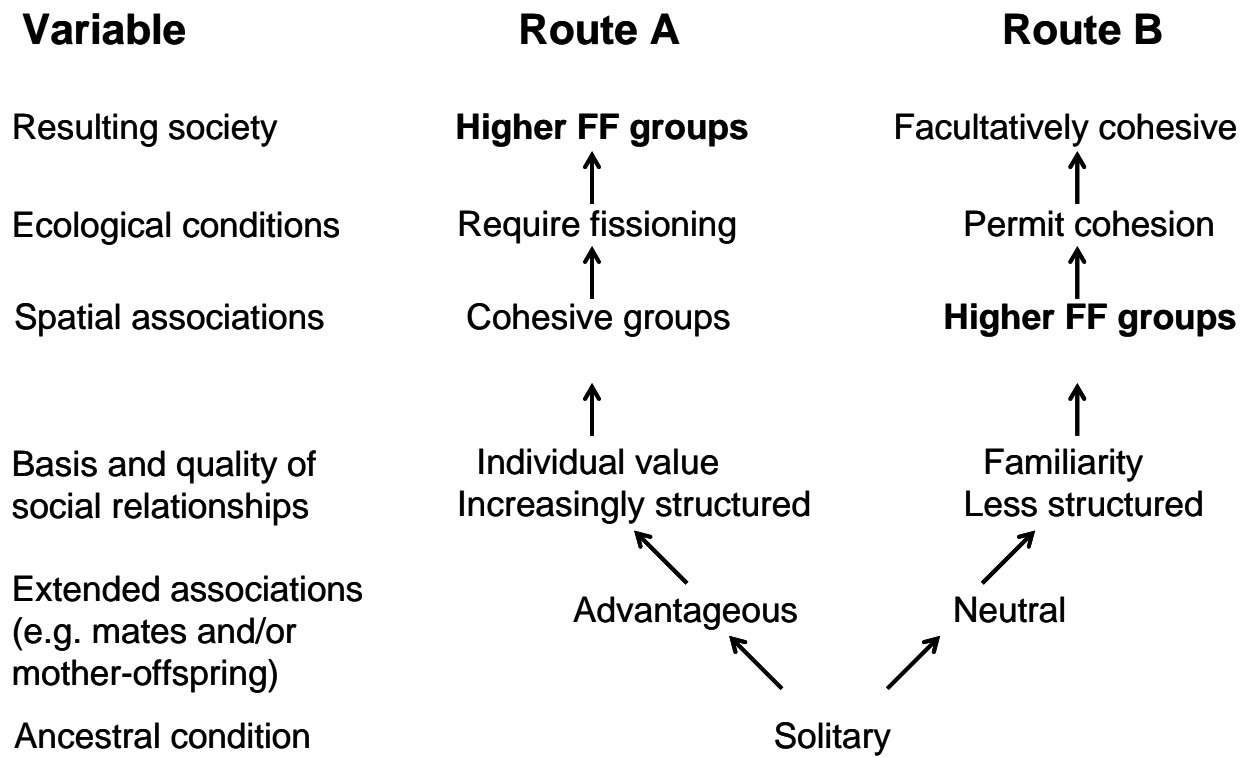 Variable Route A Route B
Resulting society Higher FF groups Facultatively cohesive
Ecological conditions Require fissioning Permit cohesion
Spatial associations Cohesive groups Higher FF groups
Basis and quality of Individual value Familiarity
social relationships Increasingly structured Less structured
Extended associations
(e.g. mates and/or Advantageous Neutral
mother-offspring)
Ancestral condition Solitary